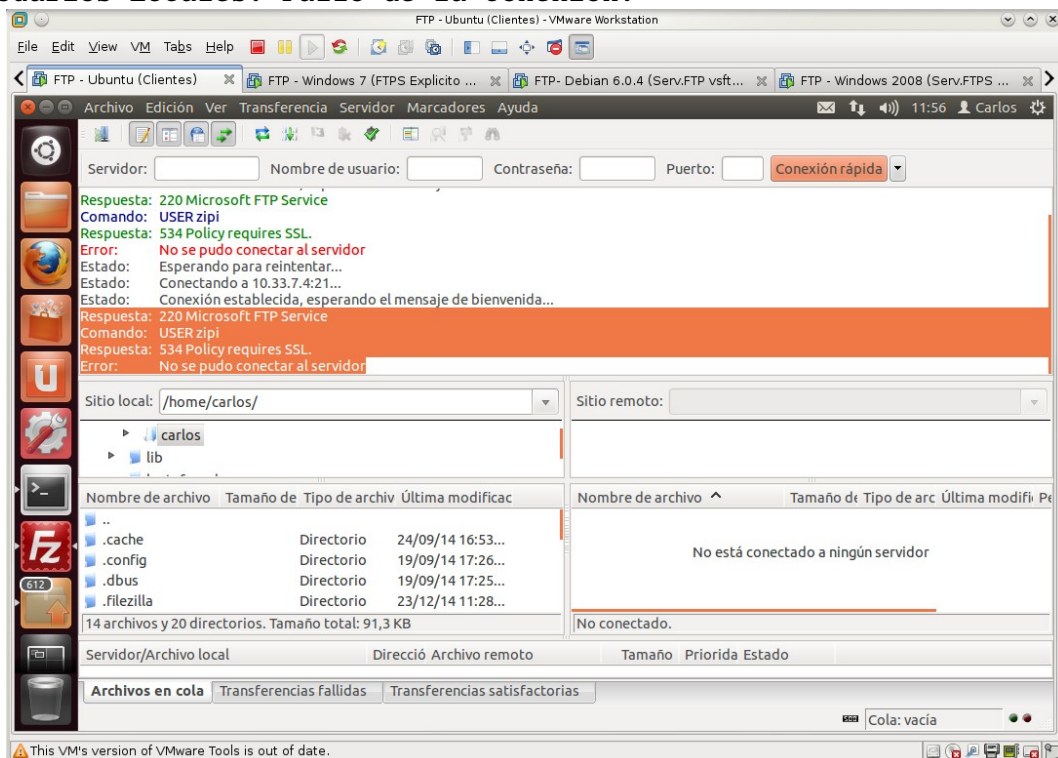 FTP - Ubuntu (Clientes) - VMware Workstation
File Edit View VM Tabs Help
FTP - Ubuntu (Clientes) FTP - Windows 7 (FTPS Explicito ... FTP- Debian 6.0.4 (Serv.FTP vsft... FTP - Windows 2008 (Serv.FTPS ...
Archivo Edición Ver Transferencia Servidor Marcadores Ayuda 11:56 Carlos
Servidor: Nombre de usuario: Contraseña: Puerto: Conexión rápida
Respuesta: 220 Microsoft FTP Service
Comando: USER zipi
Respuesta: 534 Policy requires SSL.
Error: No se pudo conectar al servidor
Estado: Esperando para reintentar...
Estado: Conectando a 10.33.7.4:21...
Estado: Conexión establecida, esperando el mensaje de bienvenida...
Respuesta: 220 Microsoft FTP Service
Comando: USER zipi
Respuesta: 534 Policy requires SSL.
Error: No se pudo conectar al servidor
Sitio local: /home/carlos/ Sitio remoto:
carlos
lib
Nombre de archivo Tamaño de Tipo de archiv Última modificac Nombre de archivo Tamaño de Tipo de arc Última modifi Pe
..
.cache Directorio 24/09/14 16:53...
.config Directorio 19/09/14 17:26...
.dbus Directorio 19/09/14 17:25...
.filezilla Directorio 23/12/14 11:28...
No está conectado a ningún servidor
612
14 archivos y 20 directorios. Tamaño total: 91,3 KB No conectado.
Servidor/Archivo local Direcció Archivo remoto Tamaño Priorida Estado
Archivos en cola Transferencias fallidas Transferencias satisfactorias
Cola: vacía
This VM's version of VMware Tools is out of date.